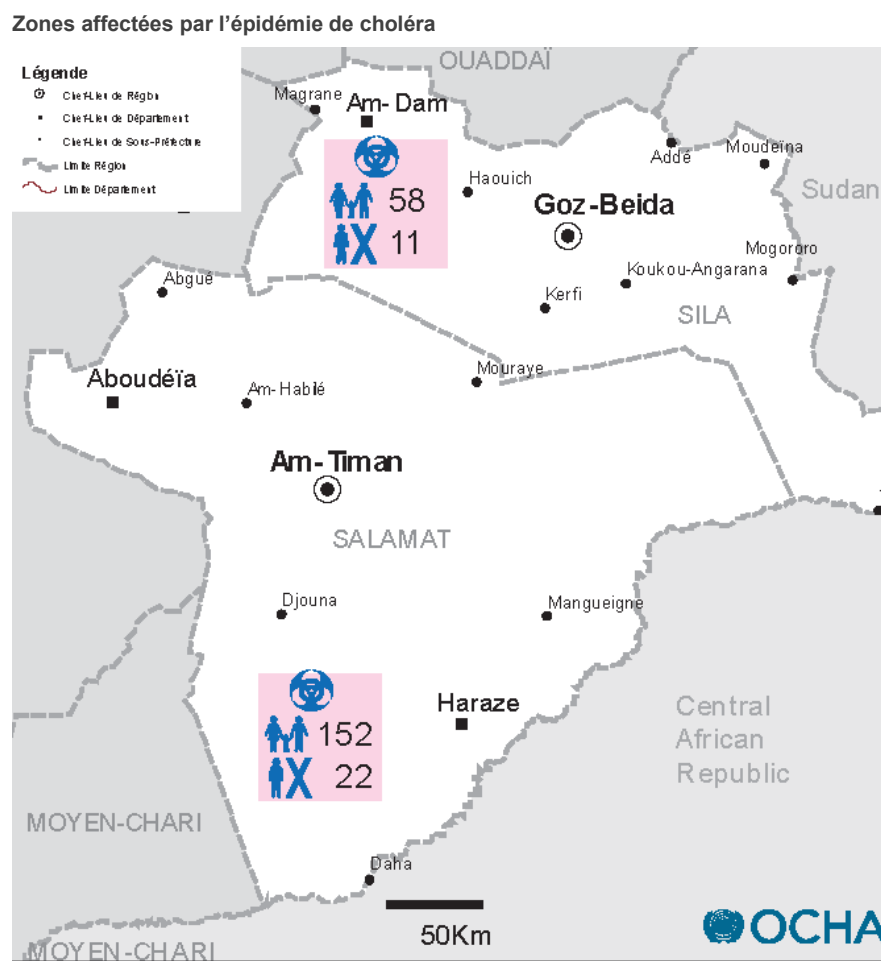 Zones affectées par l'épidémie de choléra
OUADDAÏ
Légende
Chef-Lieu de Région
Chef-Lieu de Département
Chef-Lieu de Sous-Préfecture
Limite Région
Limite Département
Magrane
Am-Dam
Addé
Moudeïna
Haouich
Sudan
58
11
Goz-Beida
Mogororo
Abgué
Koukou-Angarana
Kerfi
SILA
Mouraye
Aboudéïa
Am-Habilé
Am-Timan
SALAMAT
Djouna
Mangueigne
152
22
Haraze
Central
African
Republic
MOYEN-CHARI
Daha
50Km
OCHA
MOYEN-CHARI